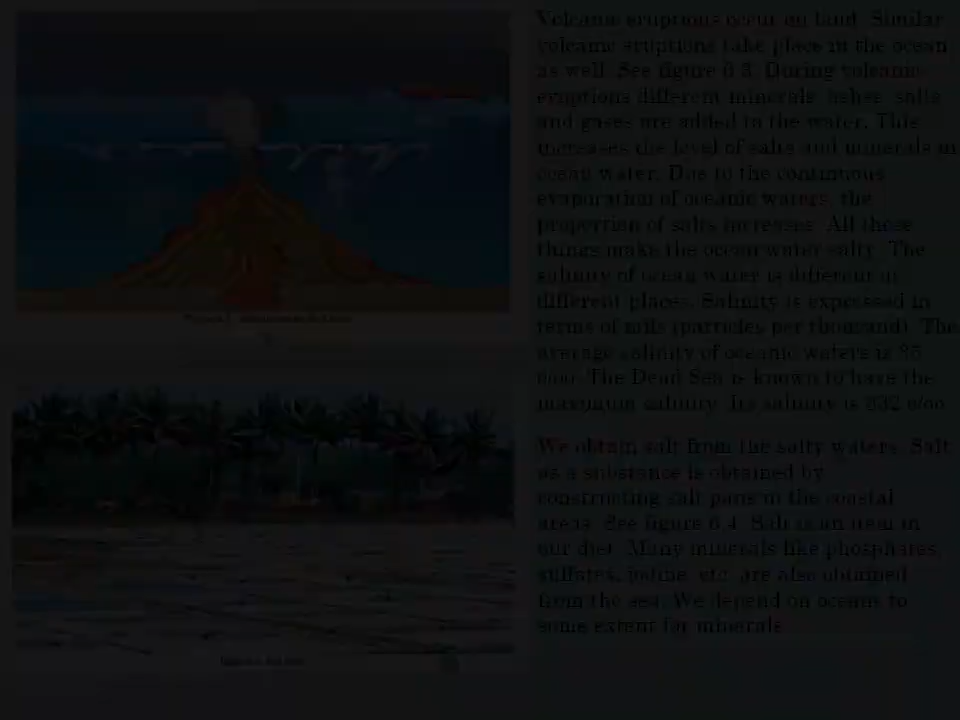 Volcanic eruptions occur on land. Similar
volcanic eruptions take place in the ocean
as well. See figure 6.3. During volcanic
eruptions different minerals, ashes, salts
and gases are added to the water. This
increases the level of salts and minerals in
ocean water. Due to the continuous
evaporation of oceanic waters, the
proportion of salts increases. All these
things make the ocean water salty. The
salinity of ocean water is different in
different places. Salinity is expressed in
terms of mils (particles per thousand). The
average salinity of oceanic waters is 35
o/oo. The Dead Sea is known to have the
maximum salinity. Its salinity is 332 o/oo.
We obtain salt from the salty waters. Salt
as a substance is obtained by
constructing salt pans in the coastal
areas. See figure 6.4. Salt is an item in
our diet. Many minerals like phosphates,
sulfates, iodine, etc. are also obtained
from the sea. We depend on oceans to
some extent for minerals.